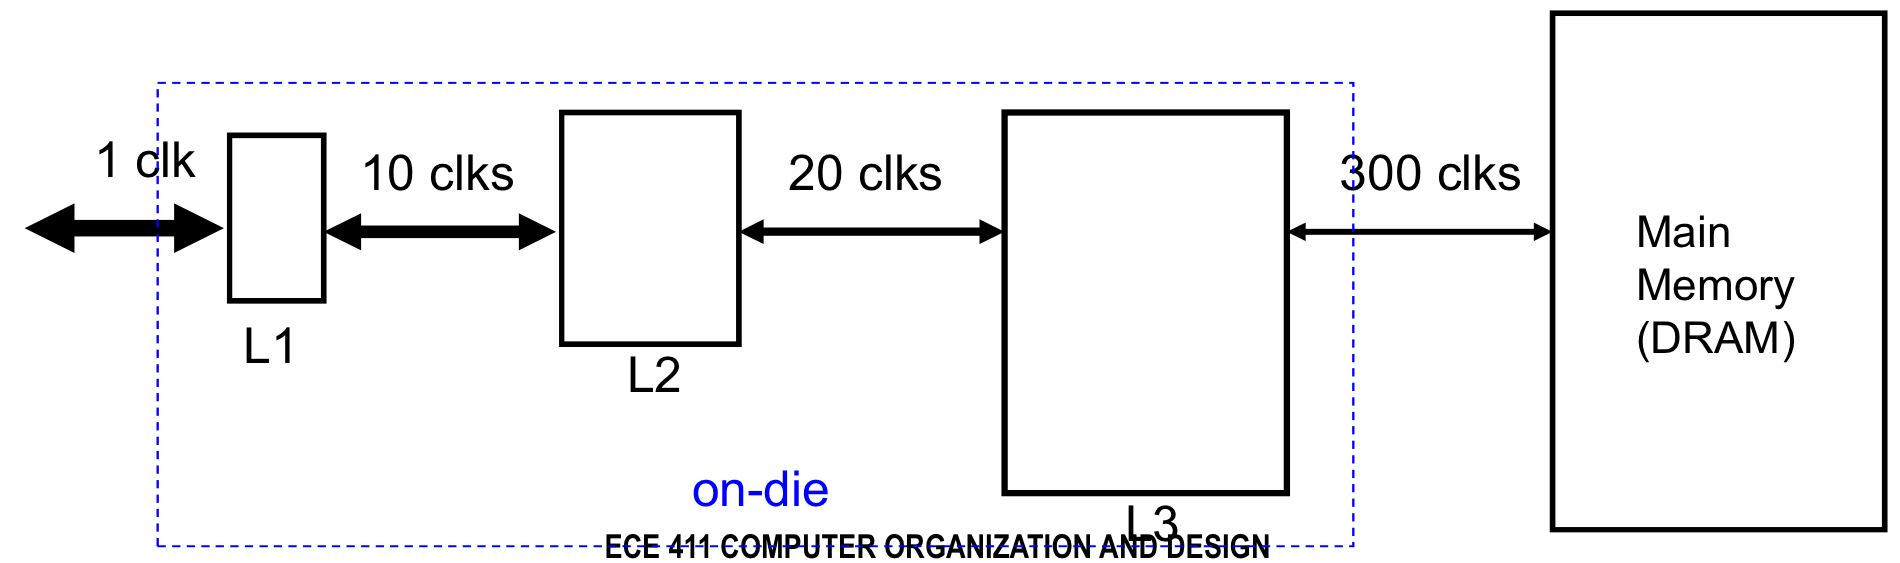 1 clk
10 clks
20 clks
300 clks
Main
Memory
(DRAM)
L1
L2
L3
on-die
ECE 411 COMPUTER ORGANIZATION AND DESIGN